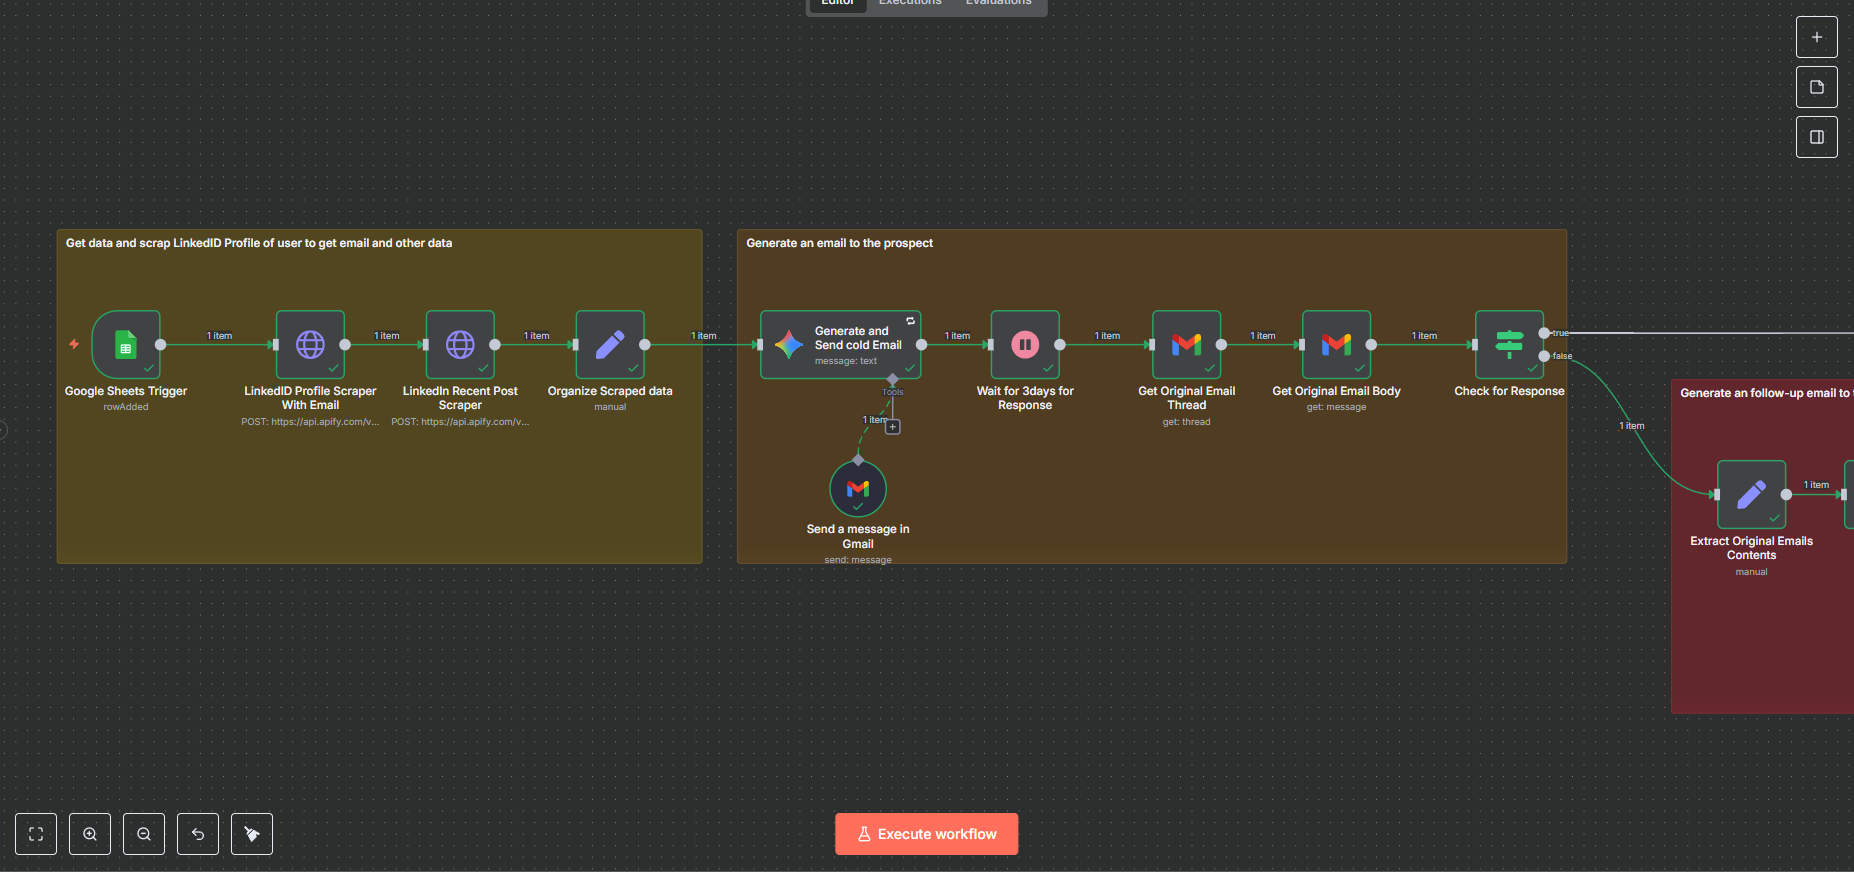 Editor Executions Evaluations
Get data and scrap LinkedID Profile of user to get email and other data
1 item
1 item
1 item
Google Sheets Trigger
rowAdded
LinkedID Profile Scraper
With Email
POST: https://api.apify.com/v...
LinkedIn Recent Post
Scraper
POST: https://api.apify.com/v...
Organize Scraped data
manual
1 item
Generate an email to the prospect
Generate and
Send cold Email
message: text
Tools
1 item
Send a message in
Gmail
send: message
1 item
Wait for 3days for
Response
1 item
Get Original Email
Thread
get: thread
1 item
Get Original Email Body
get: message
1 item
Check for Response
true
false
1 item
Generate an follow-up email to
Extract Original Emails
Contents
manual
1 item
Execute workflow